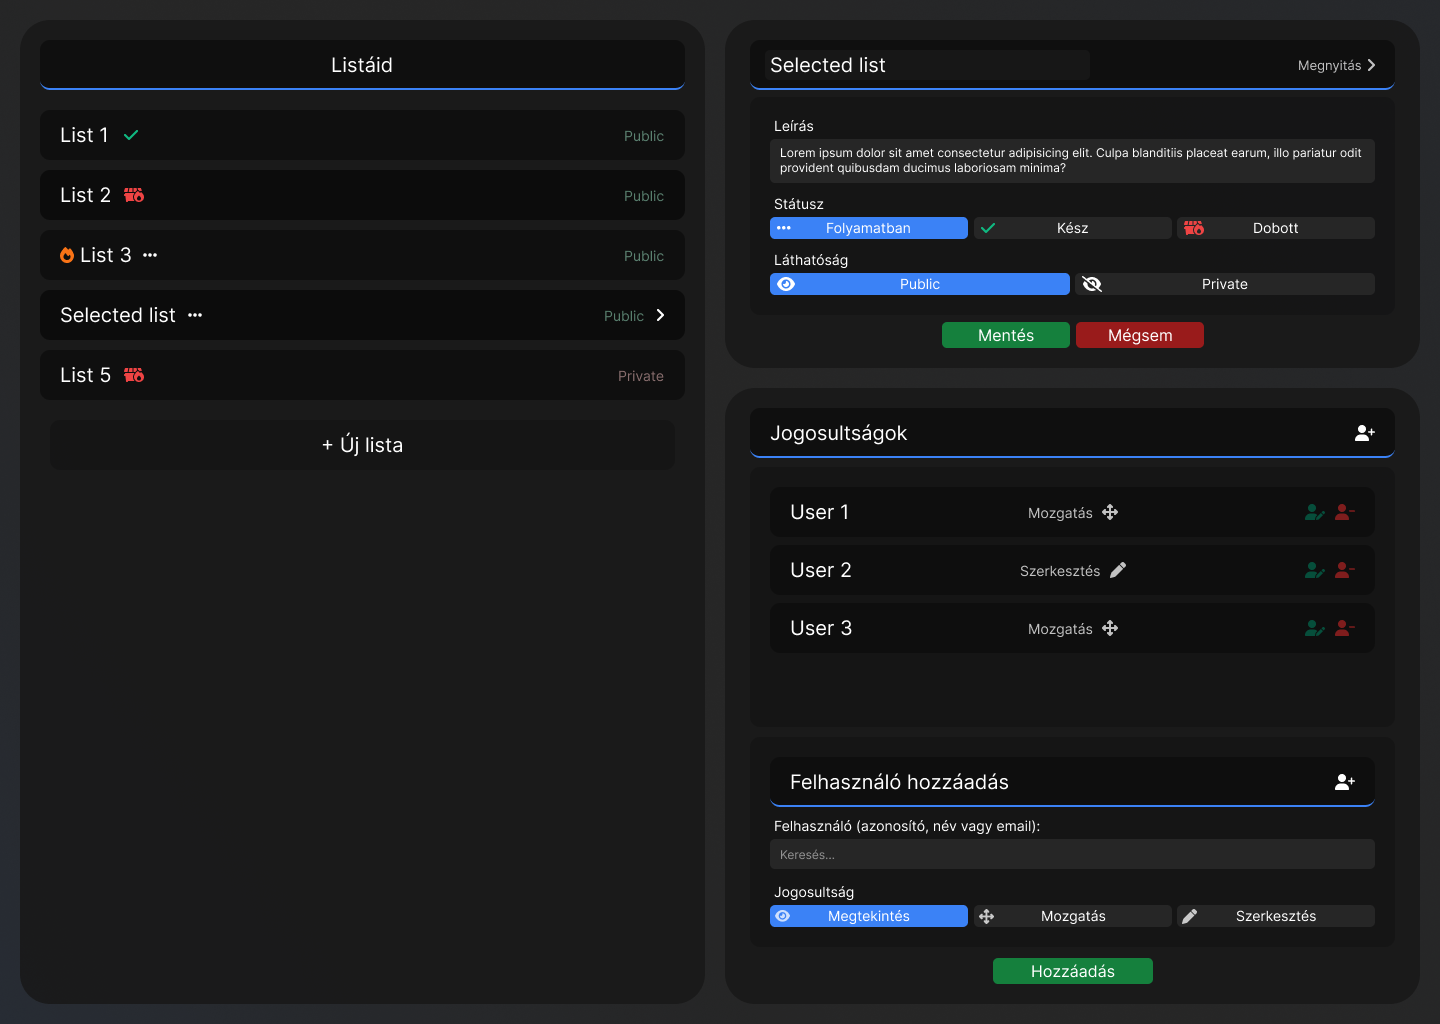 Listáid
List 1
Public
List 2
Public
List 3
Public
Selected list
Public
List 5
Private
+ Új lista
Selected list
Megnyitás
Leírás
Lorem ipsum dolor sit amet consectetur adipisicing elit. Culpa blanditiis placeat earum, illo pariatur odit
provident quibusdam ducimus laboriosam minima?
Státusz
Folyamatban
Kész
Dobott
Láthatóság
Public
Private
Mentés
Mégsem
Jogosultságok
User 1
Mozgatás
User 2
Szerkesztés
User 3
Mozgatás
Felhasználó hozzáadás
Felhasználó (azonosító, név vagy email):
Keresés...
Jogosultság
Megtekintés
Mozgatás
Szerkesztés
Hozzáadás